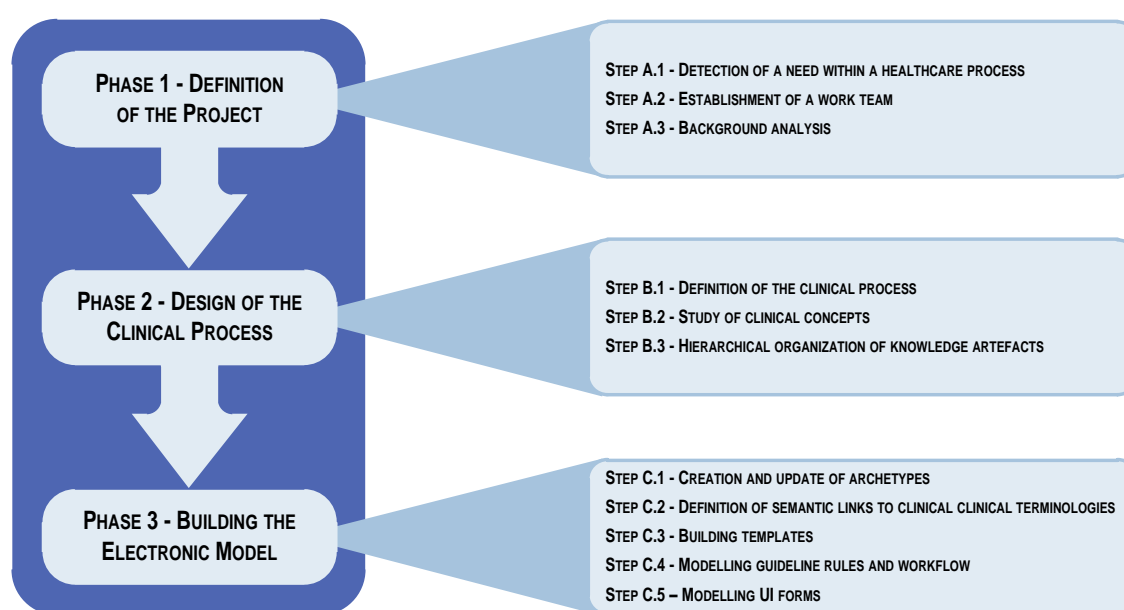 Phase 1 - Definition
of the Project
Step A.1 - Detection of a need within a healthcare process
Step A.2 - Establishment of a work team
Step A.3 - Background analysis
Phase 2 - Design of the
Clinical Process
Step B.1 - Definition of the clinical process
Step B.2 - Study of clinical concepts
Step B.3 - Hierarchical organization of knowledge artefacts
Phase 3 - Building the
Electronic Model
Step C.1 - Creation and update of archetypes
Step C.2 - Definition of semantic links to clinical clinical terminologies
Step C.3 - Building templates
Step C.4 - Modelling guideline rules and workflow
Step C.5 – Modelling UI forms